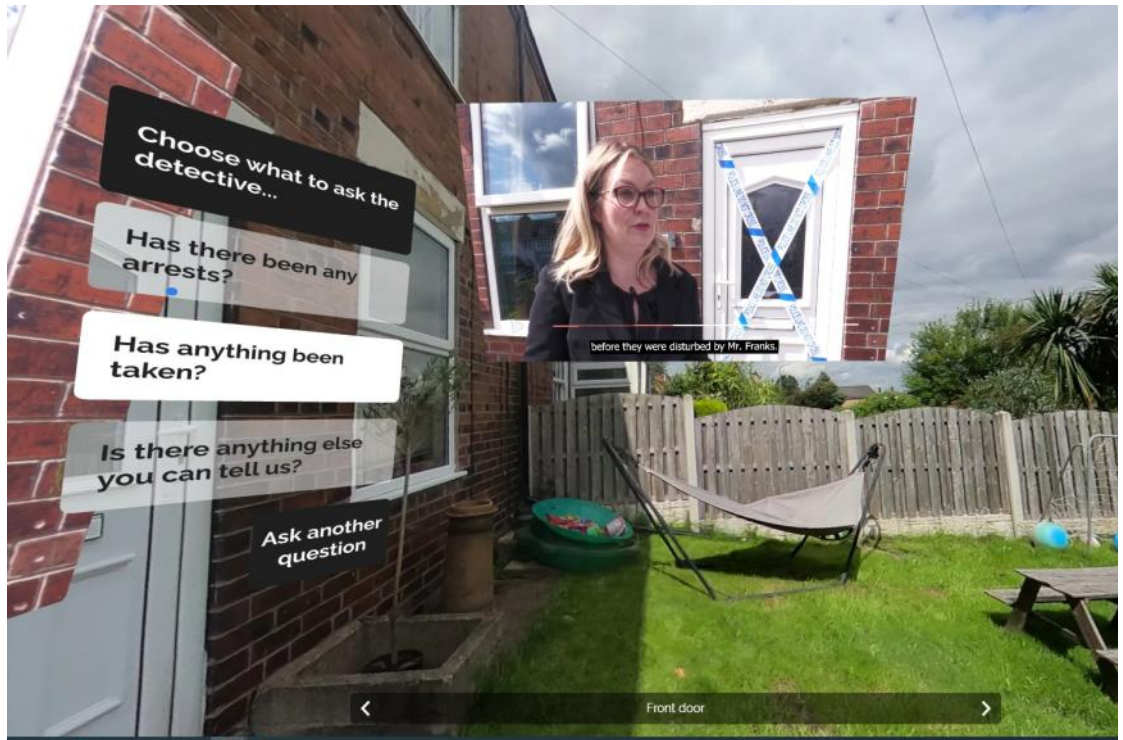 Choose what to ask the
detective...
Has there been any
arrests?
Has anything been
taken?
Is there anything else
you can tell us?
Ask another
question
before they were disturbed by Mr. Franks.
Front door